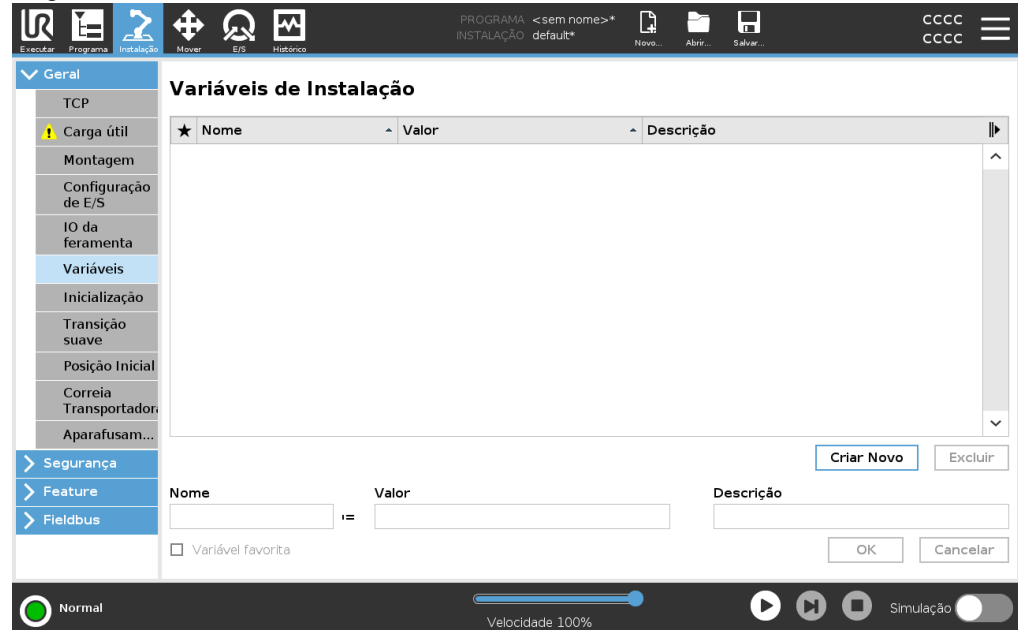 UR
PROGRAMA <sem nome>*
INSTALAÇÃO default*
CCCC
CCCC
Executar Programa Instalação Mover E/S Histórico Novo... Abrir... Salvar...
Geral
TCP
Carga útil
Montagem
Configuração
de E/S
IO da
feramenta
Variáveis
Inicialização
Transição
suave
Posição Inicial
Correia
Transportador
Aparafusam...
Segurança
Feature
Fieldbus
Variáveis de Instalação
★ Nome Valor Descrição
Criar Novo Excluir
Nome Valor Descrição
:=
Variável favorita OK Cancelar
Normal
Velocidade 100%
Simulação